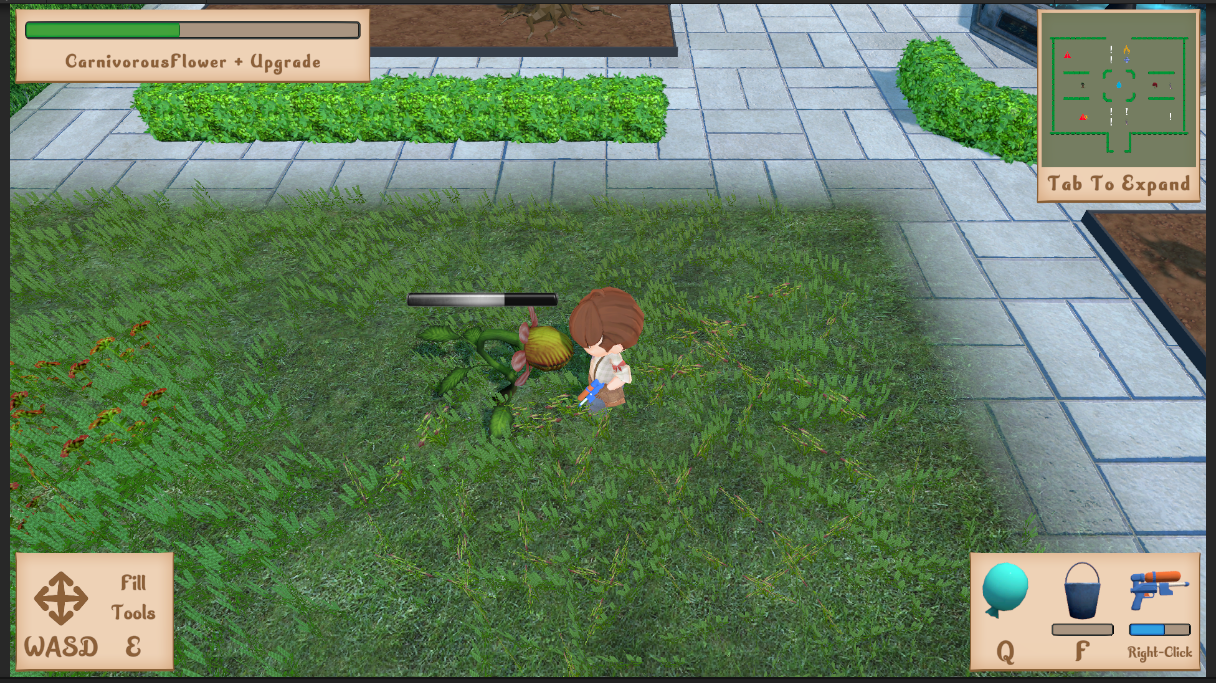 CarnivorousFlower + Upgrade
Tab To Expand
Fill
Tools
WASD E
Q F Right-Click